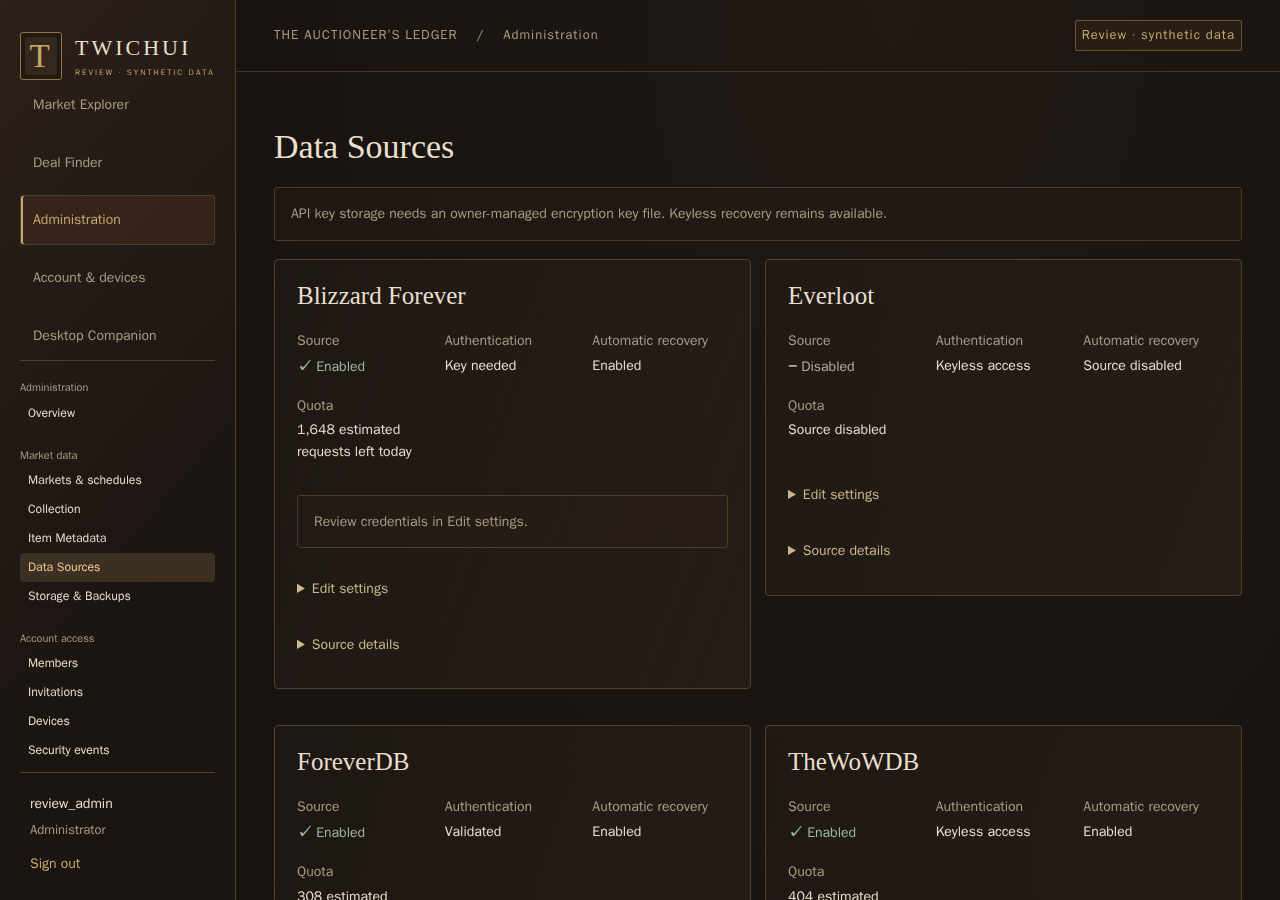 T
TWICHUI
REVIEW · SYNTHETIC DATA
Market Explorer
Deal Finder
Administration
Account & devices
Desktop Companion
Administration
Overview
Market data
Markets & schedules
Collection
Item Metadata
Data Sources
Storage & Backups
Account access
Members
Invitations
Devices
Security events
review_admin
Administrator
Sign out
THE AUCTIONEER'S LEDGER / Administration
Review · synthetic data
Data Sources
API key storage needs an owner-managed encryption key file. Keyless recovery remains available.
Blizzard Forever
Source Authentication Automatic recovery
✓ Enabled Key needed Enabled
Quota
1,648 estimated
requests left today
Review credentials in Edit settings.
▶ Edit settings
▶ Source details
Everloot
Source Authentication Automatic recovery
– Disabled Keyless access Source disabled
Quota
Source disabled
▶ Edit settings
▶ Source details
ForeverDB
Source Authentication Automatic recovery
✓ Enabled Validated Enabled
Quota
308 estimated
TheWoWDB
Source Authentication Automatic recovery
✓ Enabled Keyless access Enabled
Quota
404 estimated